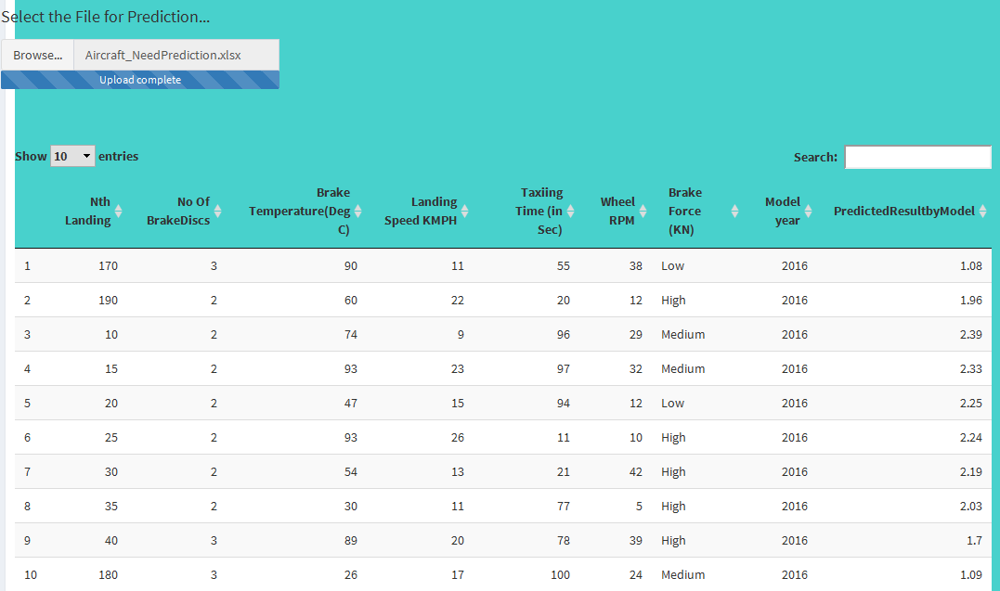 Select the File for Prediction...
Browse... Aircraft_NeedPrediction.xlsx
Upload complete
Show 10 entries Search:
Nth Landing No Of BrakeDiscs Brake Temperature(Deg C) Landing Speed KMPH Taxiing Time (in Sec) Wheel RPM Brake Force (KN) Model year PredictedResultbyModel
1 170 3 90 11 55 38 Low 2016 1.08
2 190 2 60 22 20 12 High 2016 1.96
3 10 2 74 9 96 29 Medium 2016 2.39
4 15 2 93 23 97 32 Medium 2016 2.33
5 20 2 47 15 94 12 Low 2016 2.25
6 25 2 93 26 11 10 High 2016 2.24
7 30 2 54 13 21 42 High 2016 2.19
8 35 2 30 11 77 5 High 2016 2.03
9 40 3 89 20 78 39 High 2016 1.7
10 180 3 26 17 100 24 Medium 2016 1.09